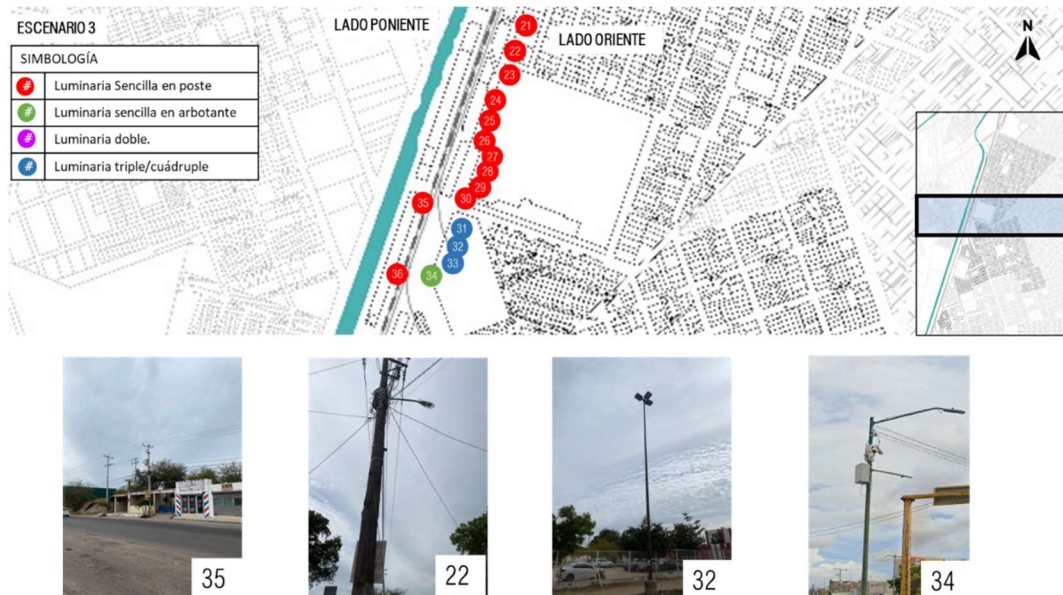 ESCENARIO 3
LADO PONIENTE
LADO ORIENTE
N
SIMBOLOGÍA
# Luminaria Sencilla en poste
# Luminaria sencilla en arbotante
# Luminaria doble.
# Luminaria triple/cuádruple
21
22
23
24
25
26
27
28
29
30
35
31
32
33
34
36
35
22
32
34